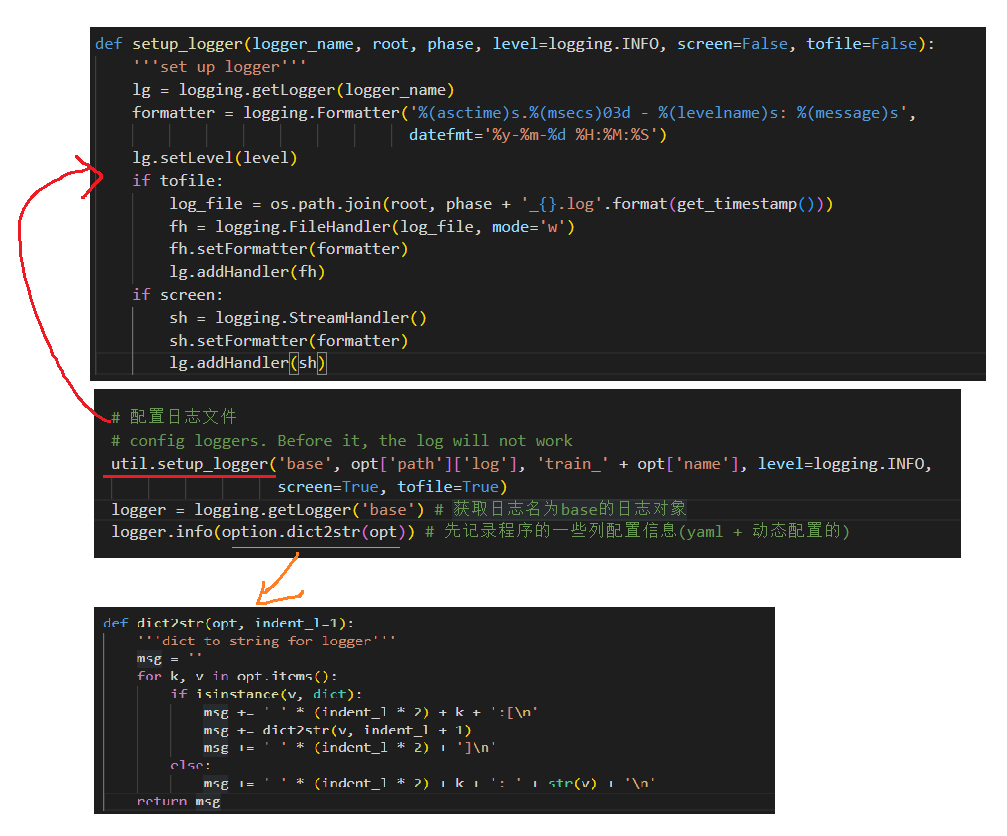 def setup_logger(logger_name, root, phase, level=logging.INFO, screen=False, tofile=False):
'''set up logger'''
lg = logging.getLogger(logger_name)
formatter = logging.Formatter('%(asctime)s.%(msecs)03d - %(levelname)s: %(message)s',
datefmt='%y-%m-%d %H:%M:%S')
lg.setLevel(level)
if tofile:
log_file = os.path.join(root, phase + '_{}.log'.format(get_timestamp()))
fh = logging.FileHandler(log_file, mode='w')
fh.setFormatter(formatter)
lg.addHandler(fh)
if screen:
sh = logging.StreamHandler()
sh.setFormatter(formatter)
lg.addHandler(sh)
# 配置日志文件
# config loggers. Before it, the log will not work
util.setup_logger('base', opt['path']['log'], 'train_' + opt['name'], level=logging.INFO,
screen=True, tofile=True)
logger = logging.getLogger('base') # 获取日志名为base的日志对象
logger.info(option.dict2str(opt)) # 先记录程序的一些列配置信息(yaml + 动态配置的)
def dict2str(opt, indent_l=1):
'''dict to string for logger'''
msg = ''
for k, v in opt.items():
if isinstance(v, dict):
msg += ' ' * (indent_l * 2) + k + ':[\n'
msg += dict2str(v, indent_l + 1)
msg += ' ' * (indent_l * 2) + ']\n'
else:
msg += ' ' * (indent_l * 2) + k + ': ' + str(v) + '\n'
return msg